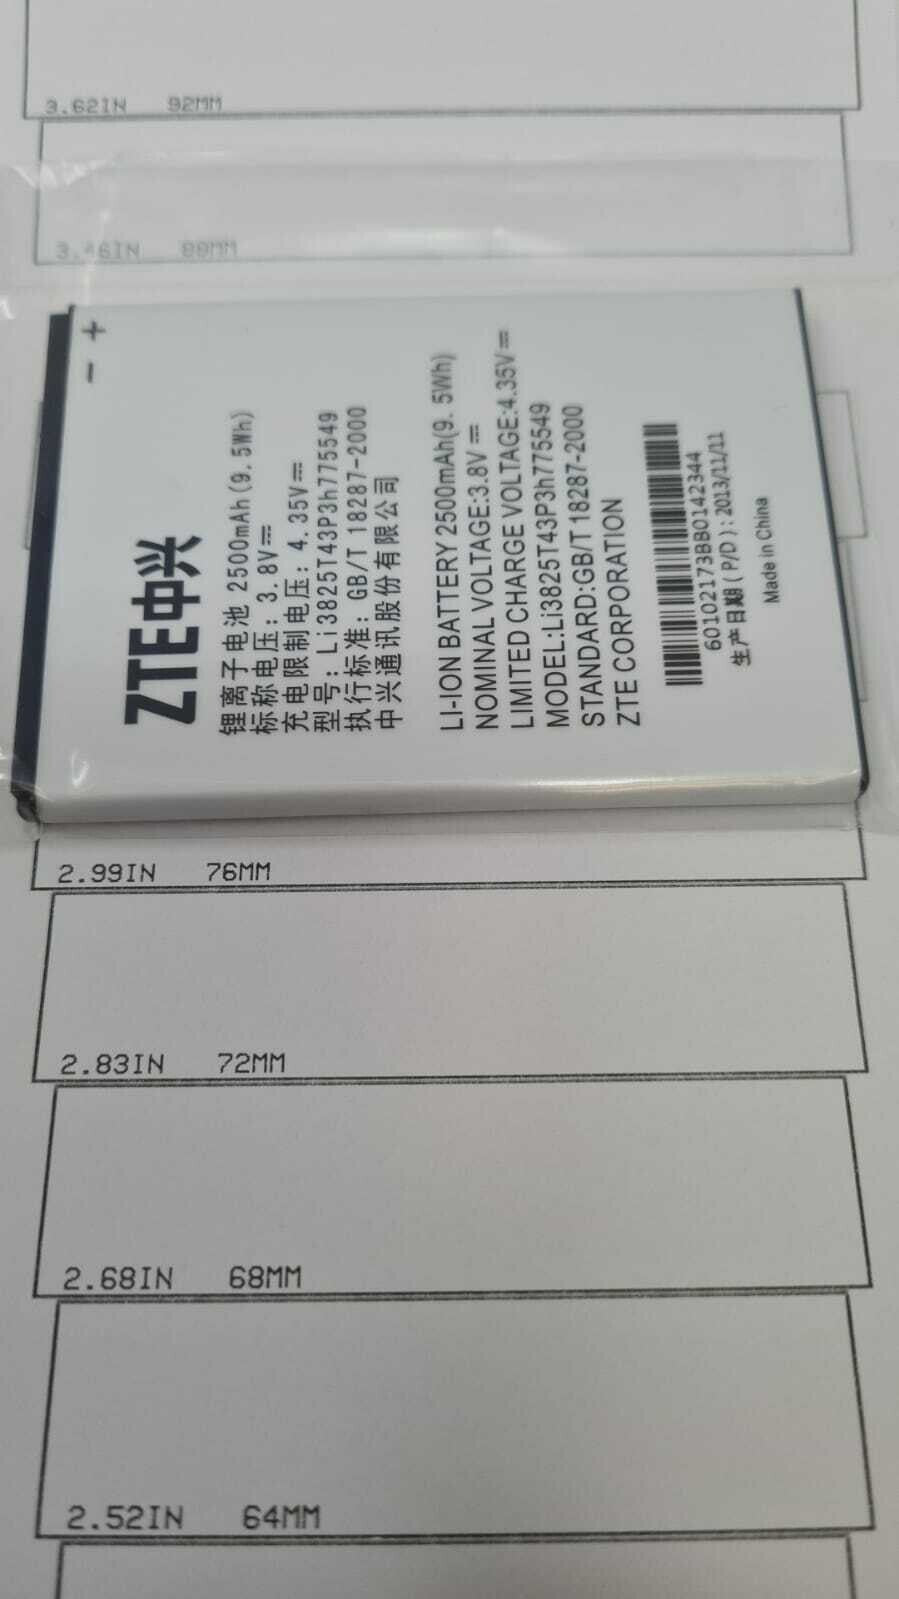 3.62IN 92MM
3.46IN 88MM
- +
ZTE中兴
锂离子电池 2500mAh(9.5Wh)
标称电压: 3.8V⎓
充电限制电压: 4.35V⎓
型号: Li3825T43P3h775549
执行标准: GB/T 18287-2000
中兴通讯股份有限公司
LI-ION BATTERY 2500mAh(9.5Wh)
NOMINAL VOLTAGE:3.8V⎓
LIMITED CHARGE VOLTAGE:4.35V⎓
MODEL:Li3825T43P3h775549
STANDARD:GB/T 18287-2000
ZTE CORPORATION
60102173BB0142344
生产日期(P/D): 2013/11/11
Made in China
2.99IN 76MM
2.83IN 72MM
2.68IN 68MM
2.52IN 64MM